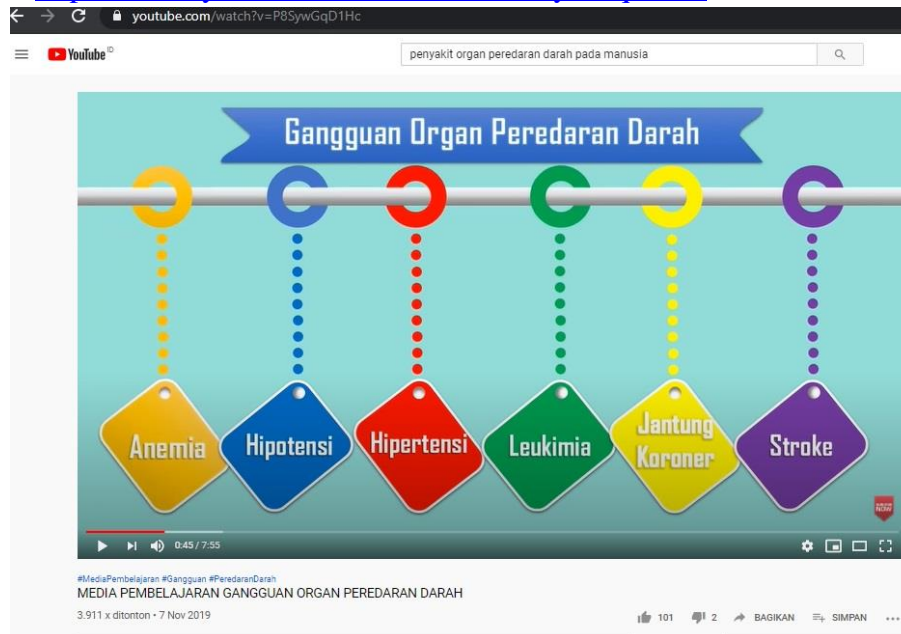 youtube.com/watch?v=P8SywGqD1Hc
YouTube ID
penyakit organ peredaran darah pada manusia
Gangguan Organ Peredaran Darah
Anemia
Hipotensi
Hipertensi
Leukimia
Jantung
Koroner
Stroke
0:45 / 7:55
#MediaPembelajaran #Gangguan #PeredaranDarah
MEDIA PEMBELAJARAN GANGGUAN ORGAN PEREDARAN DARAH
3.911 x ditonton • 7 Nov 2019
101 2 BAGIKAN SIMPAN